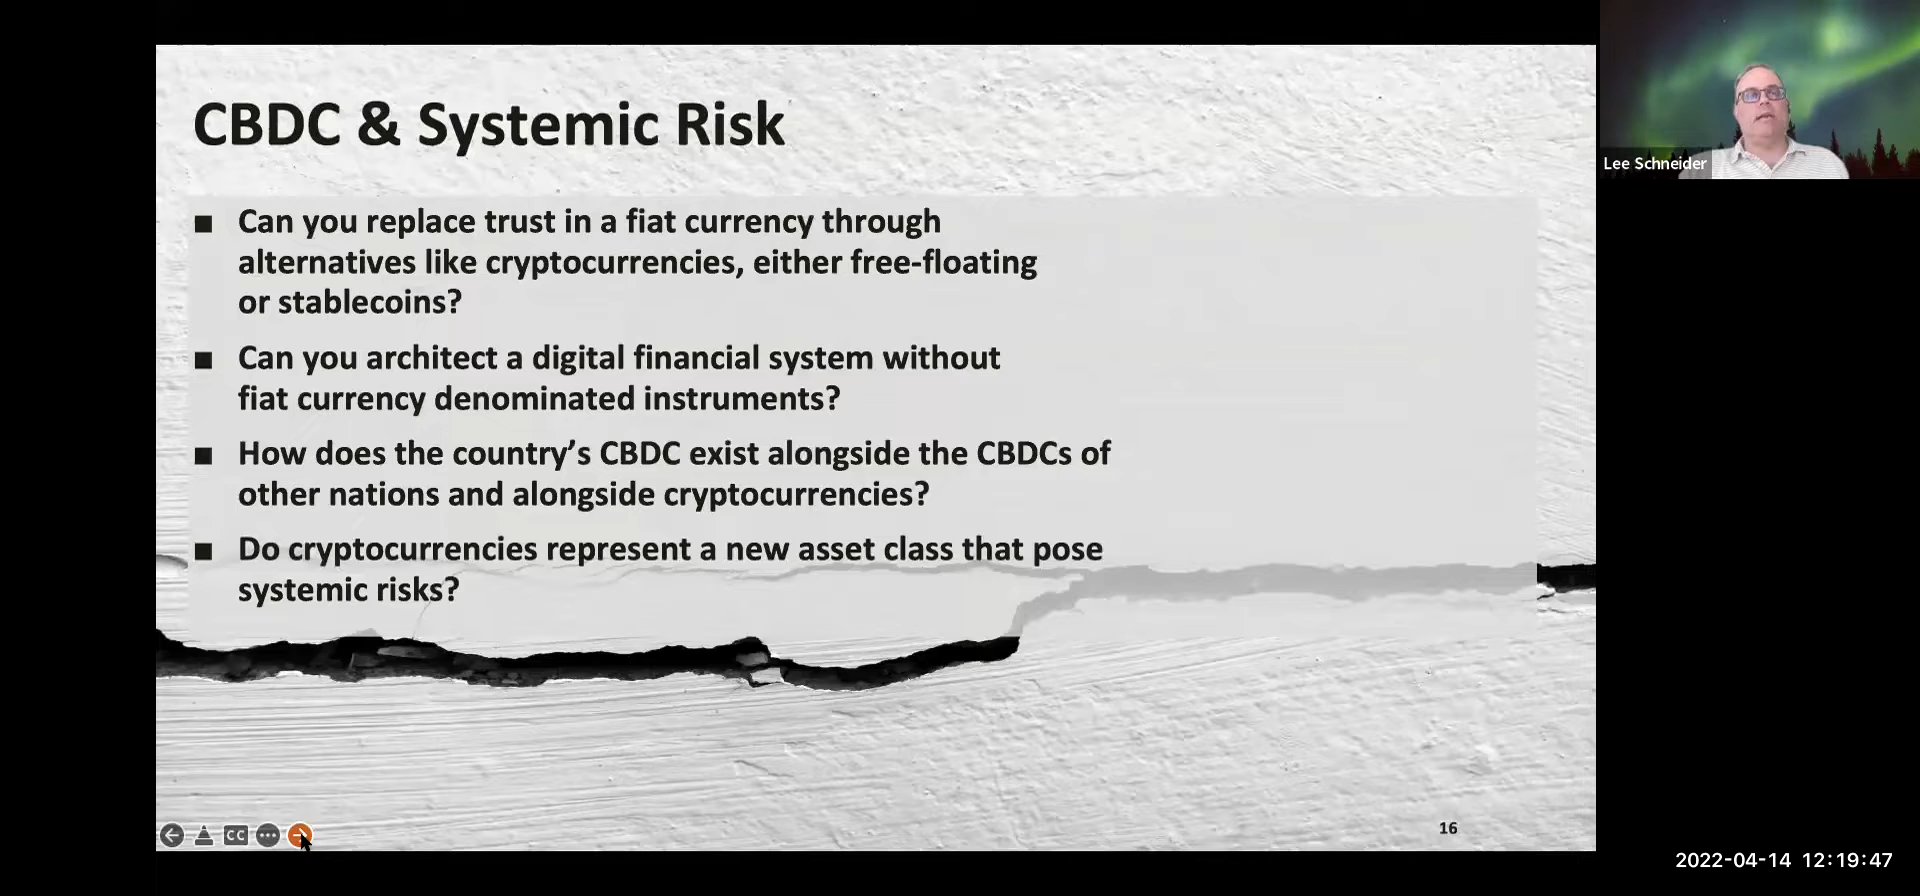 CBDC & Systemic Risk
■ Can you replace trust in a fiat currency through
alternatives like cryptocurrencies, either free-floating
or stablecoins?
■ Can you architect a digital financial system without
fiat currency denominated instruments?
■ How does the country’s CBDC exist alongside the CBDCs of
other nations and alongside cryptocurrencies?
■ Do cryptocurrencies represent a new asset class that pose
systemic risks?
CC
16
Lee Schneider
2022-04-14 12:19:47